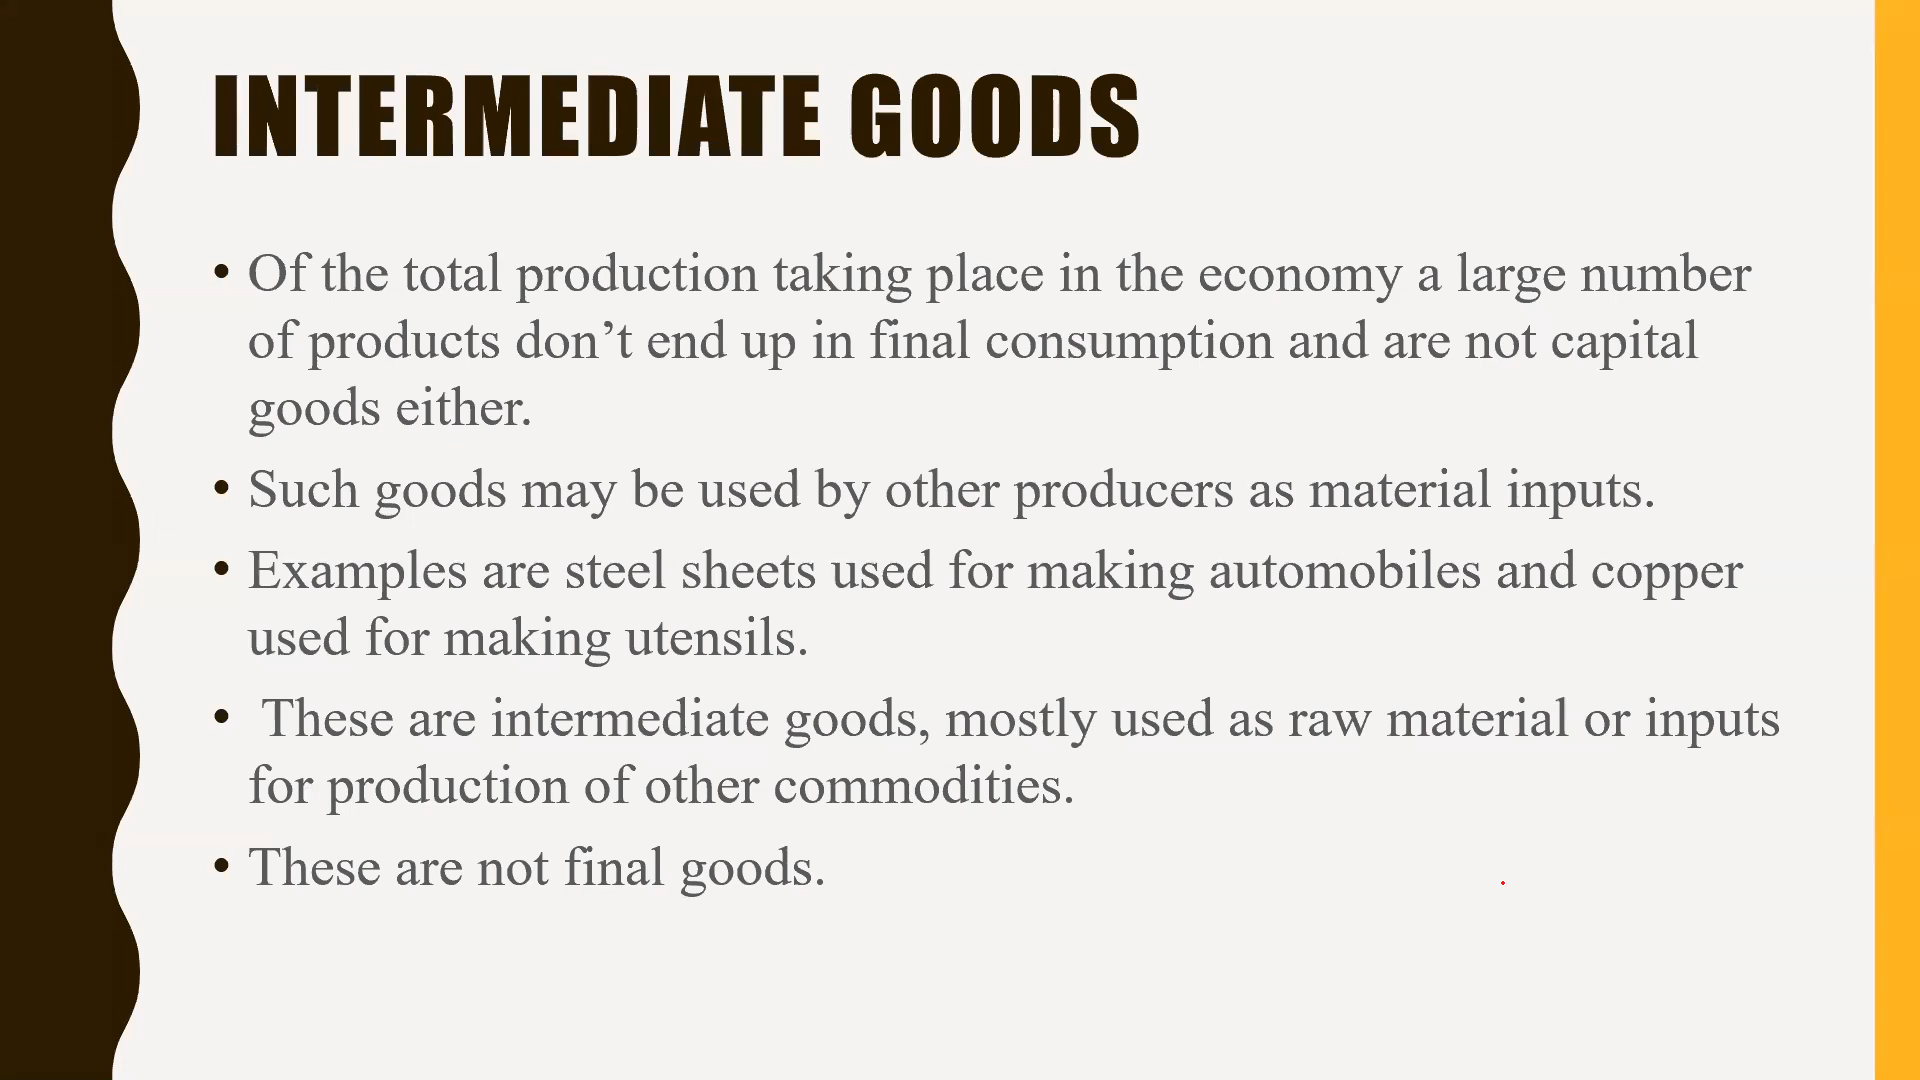 INTERMEDIATE GOODS
• Of the total production taking place in the economy a large number
of products don’t end up in final consumption and are not capital
goods either.
• Such goods may be used by other producers as material inputs.
• Examples are steel sheets used for making automobiles and copper
used for making utensils.
• These are intermediate goods, mostly used as raw material or inputs
for production of other commodities.
• These are not final goods.